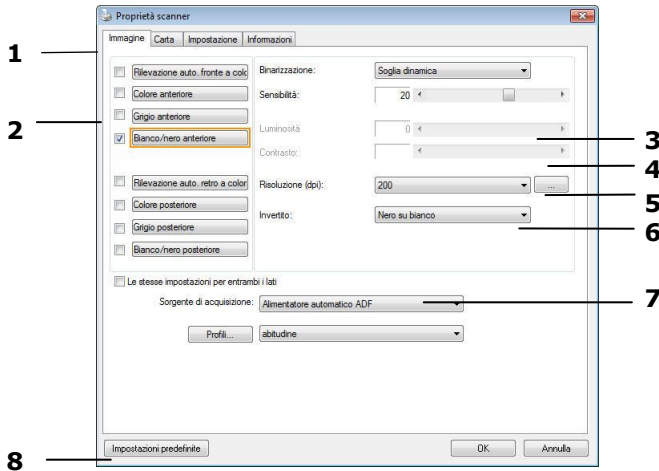 Proprietà scanner
Immagine Carta Impostazione Informazioni
1
Rilevazione auto. fronte a colo
Binarizzazione: Soglia dinamica
Colore anteriore
Sensibilità: 20
2
Grigio anteriore
Luminosità 0
Bianco/nero anteriore
3
Contrasto:
4
Rilevazione auto. retro a color
Risoluzione (dpi): 200 ...
5
Colore posteriore
Invertito: Nero su bianco
6
Grigio posteriore
Bianco/nero posteriore
Le stesse impostazioni per entrambi i lati
Sorgente di acquisizione: Alimentatore automatico ADF
7
Profili... abitudine
Impostazioni predefinite OK Annulla
8